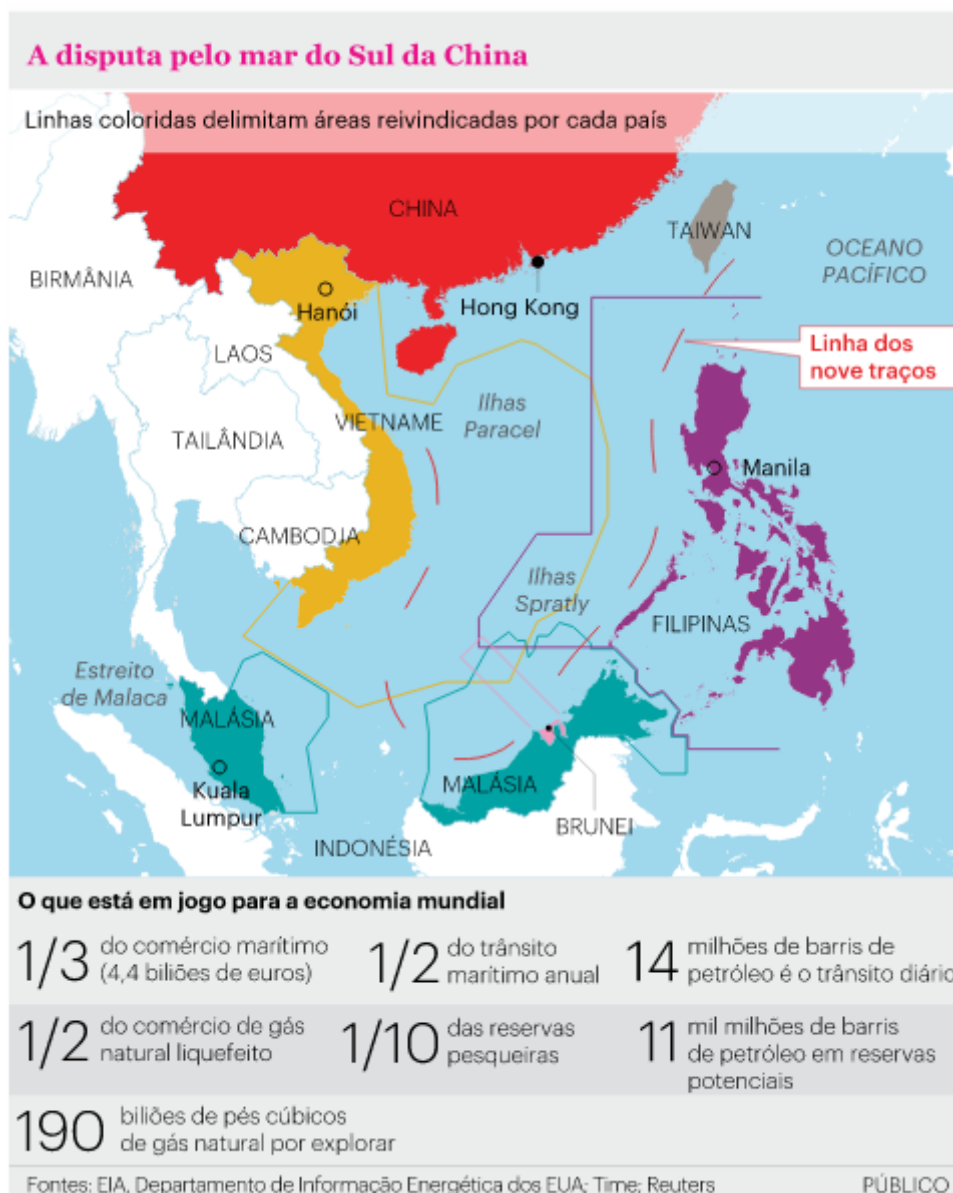 A disputa pelo mar do Sul da China
Linhas coloridas delimitam áreas reivindicadas por cada país
CHINA
TAIWAN
OCEANO
PACÍFICO
BIRMÂNIA
Hanói
Hong Kong
LAOS
Linha dos
nove traços
Ilhas
Paracel
VIETNAME
TAILÂNDIA
Manila
CAMBODJA
Ilhas
Spratly
FILIPINAS
Estreito
de Malaca
MALÁSIA
Kuala
Lumpur
MALÁSIA
BRUNEI
INDONÉSIA
O que está em jogo para a economia mundial
1/3 do comércio marítimo
(4,4 biliões de euros)
1/2 do trânsito
marítimo anual
14 milhões de barris de
petróleo é o trânsito diário
1/2 do comércio de gás
natural liquefeito
1/10 das reservas
pesqueiras
11 mil milhões de barris
de petróleo em reservas
potenciais
190 biliões de pés cúbicos
de gás natural por explorar
Fontes: EIA, Departamento de Informação Energética dos EUA; Time; Reuters
PÚBLICO